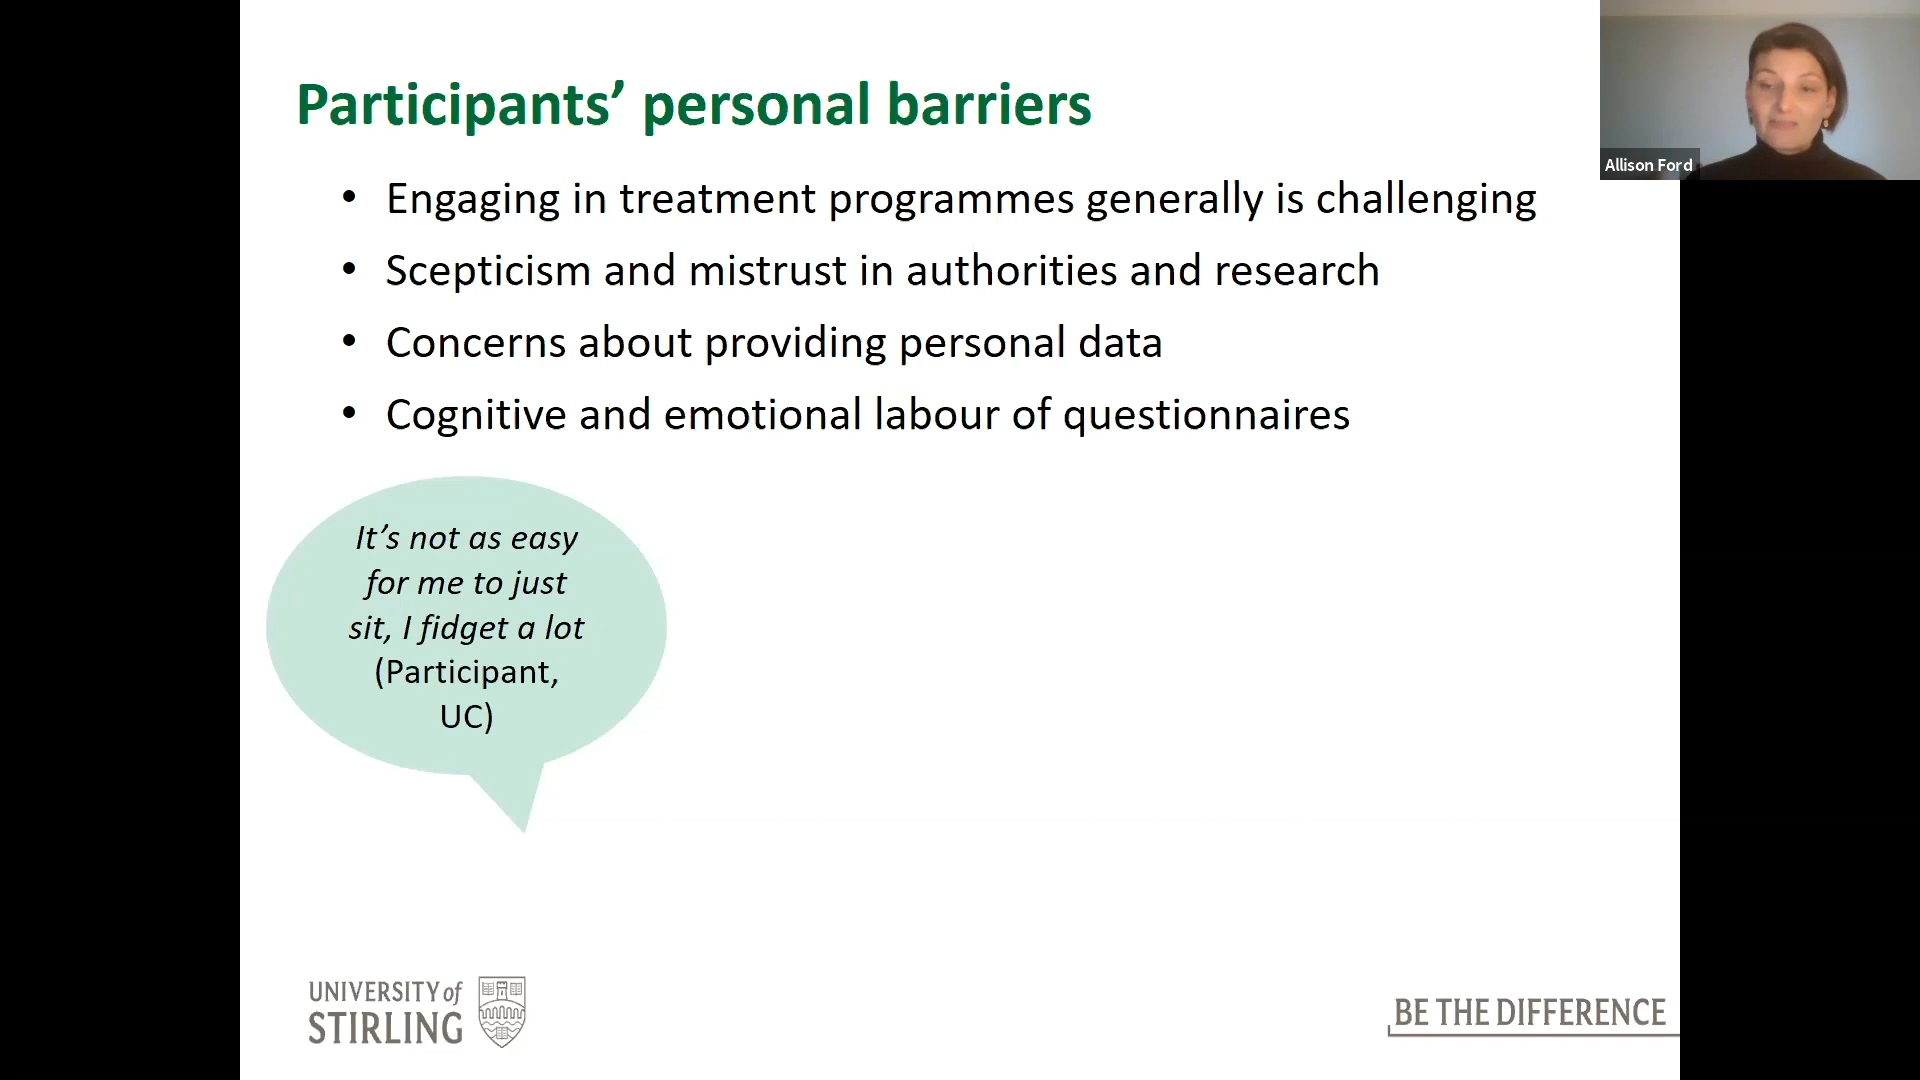 Participants’ personal barriers
Allison Ford
• Engaging in treatment programmes generally is challenging
• Scepticism and mistrust in authorities and research
• Concerns about providing personal data
• Cognitive and emotional labour of questionnaires
It’s not as easy
for me to just
sit, I fidget a lot
(Participant,
UC)
UNIVERSITY of
STIRLING
BE THE DIFFERENCE